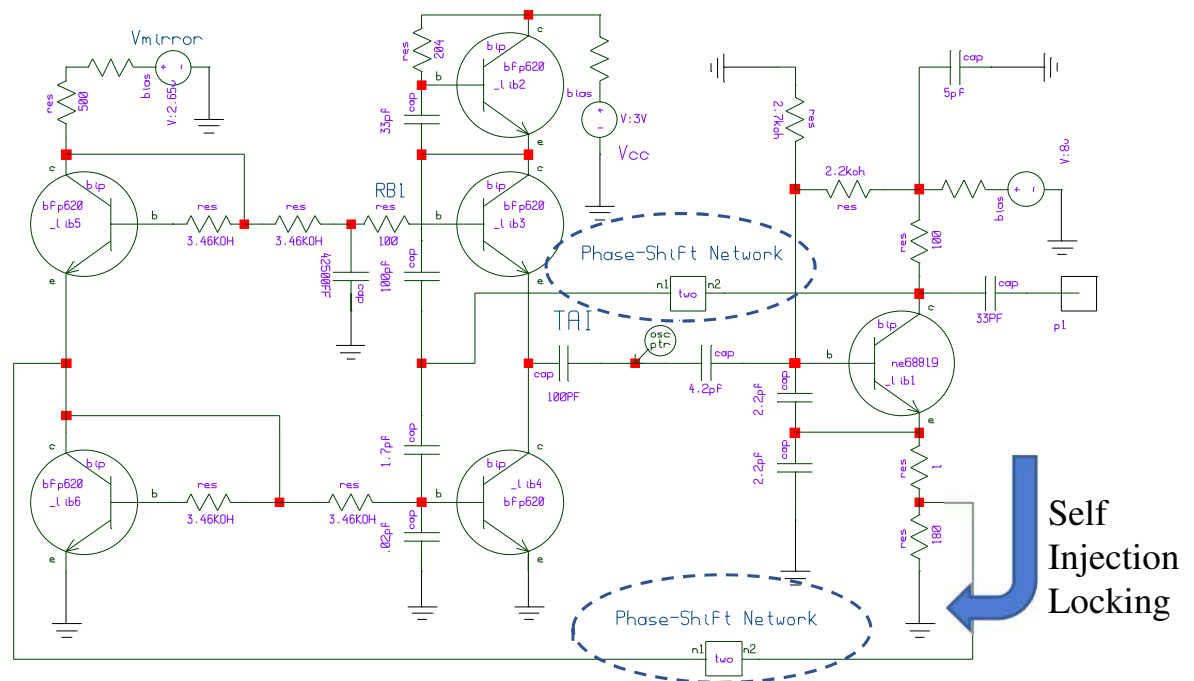 Vmirror
bias
V:2.65v
res
500
c
bip
bfp620
_lib5
b
e
res
3.46KOH
res
3.46KOH
RB1
res
100
42500FF
cap
res
204
cap
33pf
c
bip
bfp620
_lib2
b
e
bias
V:3V
Vcc
c
bip
bfp620
_lib3
b
e
cap
100pf
Phase-Shift Network
n1
two
n2
TAI
cap
100PF
osc
ptr
cap
4.2pF
cap
5pF
res
2.7koh
2.2koh
res
V:8v
bias
res
100
cap
33PF
p1
c
bip
ne68819
_lib1
b
e
cap
2.2pf
cap
2.2pf
res
1
res
180
c
bip
bfp620
_lib6
b
e
res
3.46KOH
res
3.46KOH
cap
1.7pf
cap
.02pf
c
bip
_lib4
bfp620
b
e
Self
Injection
Locking
Phase-Shift Network
n1
two
n2